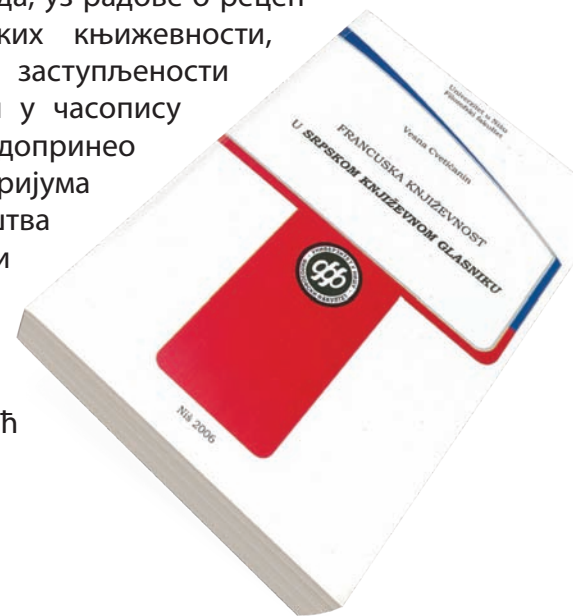 да, уз радове о рецеп
ких књижевности,
заступљености
у часопису
допринео
ријума
штва
и
ћ
Univerzitet u Nišu
Filozofski fakultet
Vesna Cvetičanin
FRANCUSKA KNJIŽEVNOST
U SRPSKOM KNJIŽEVNOM GLASNIKU
Niš 2006